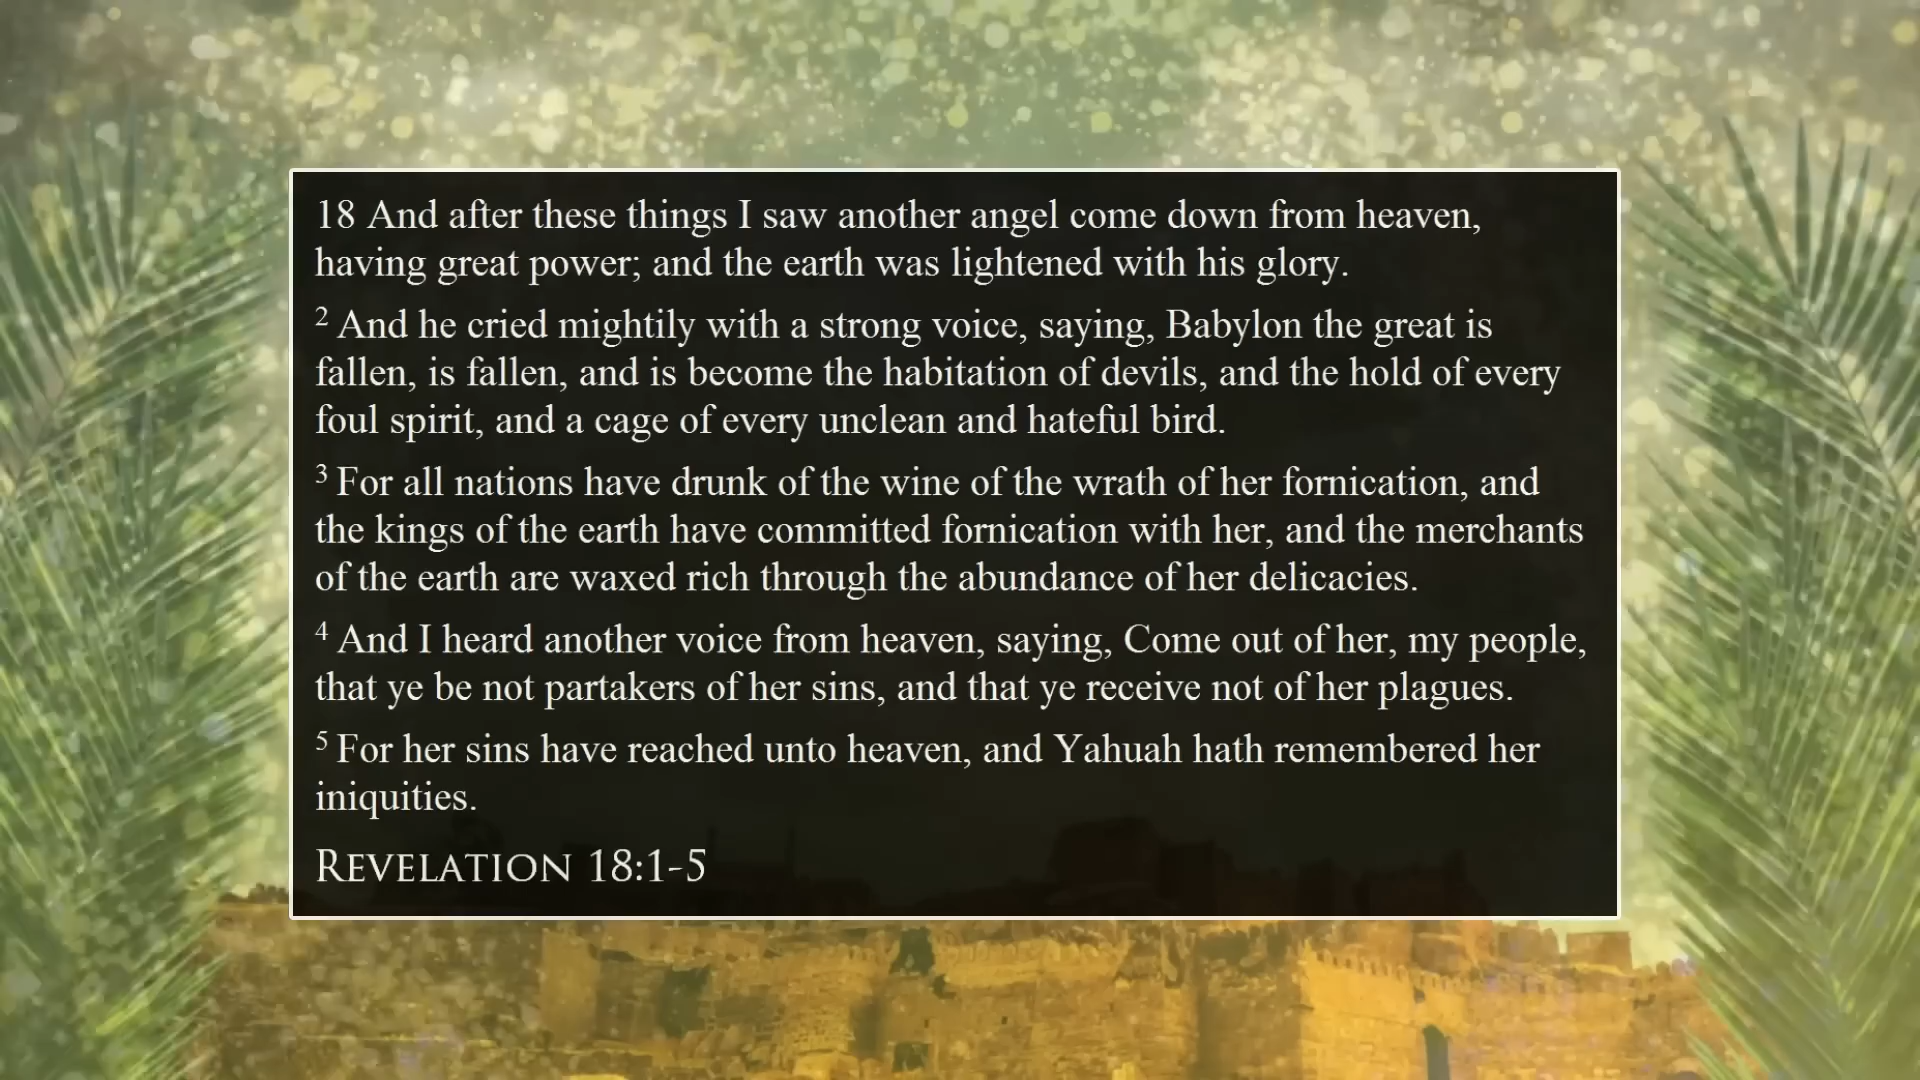 18 And after these things I saw another angel come down from heaven,
having great power; and the earth was lightened with his glory.
2 And he cried mightily with a strong voice, saying, Babylon the great is
fallen, is fallen, and is become the habitation of devils, and the hold of every
foul spirit, and a cage of every unclean and hateful bird.
3 For all nations have drunk of the wine of the wrath of her fornication, and
the kings of the earth have committed fornication with her, and the merchants
of the earth are waxed rich through the abundance of her delicacies.
4 And I heard another voice from heaven, saying, Come out of her, my people,
that ye be not partakers of her sins, and that ye receive not of her plagues.
5 For her sins have reached unto heaven, and Yahuah hath remembered her
iniquities.
REVELATION 18:1-5